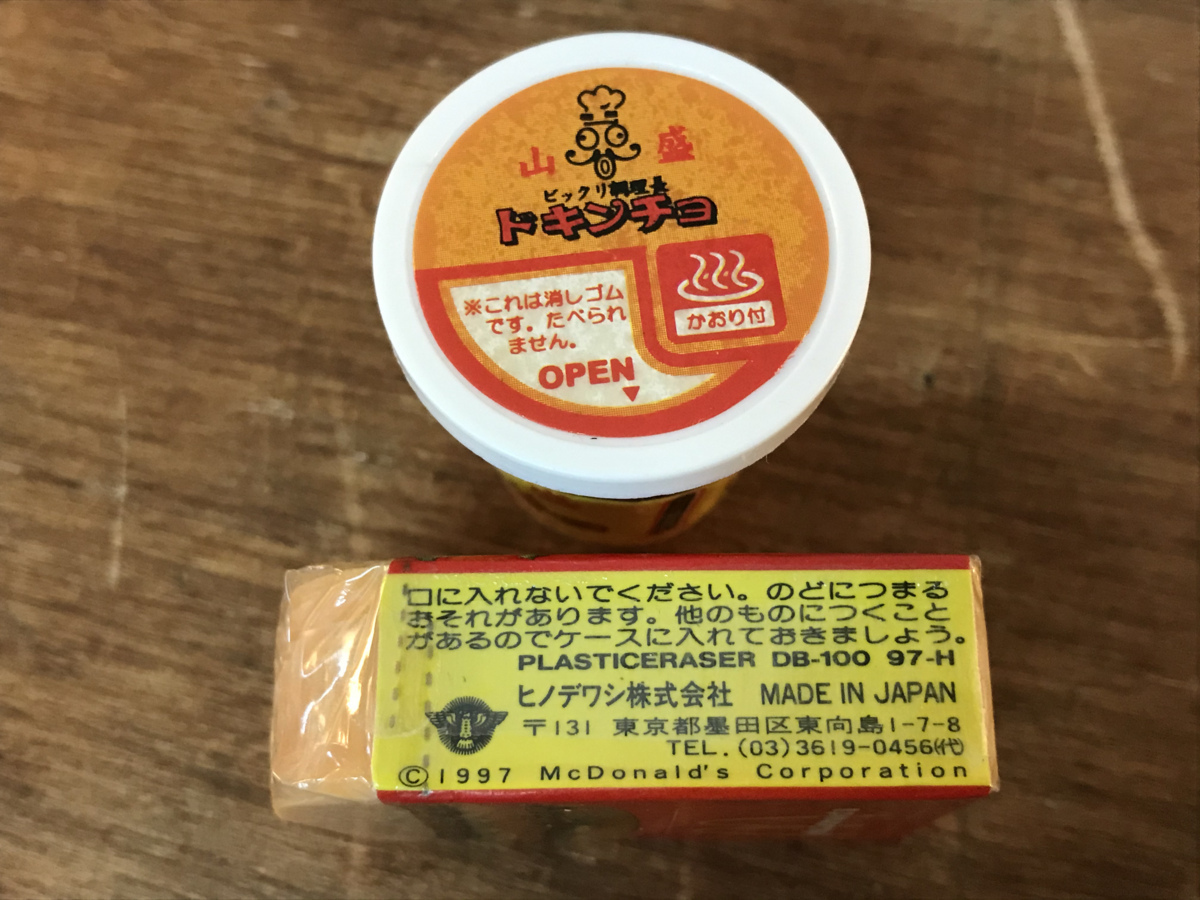 山盛
ビックリ調理長
ドキンチョ
※これは消しゴム
です。たべられ
ません。
OPEN
かおり付
口に入れないでください。のどにつまる
おそれがあります。他のものにつくこと
があるのでケースに入れておきましょう。
PLASTICERASER DB-100 97-H
ヒノデワシ株式会社 MADE IN JAPAN
〒131 東京都墨田区東向島1-7-8
TEL.(03)3619-0456㈹
©1997 McDonald's Corporation